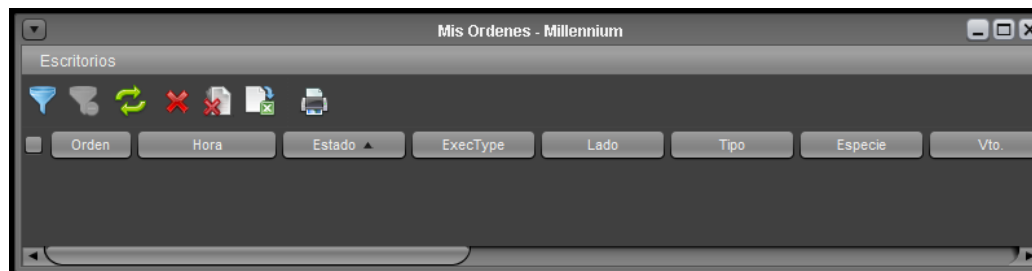 Mis Ordenes - Millennium
Escritorios
Orden Hora Estado ExecType Lado Tipo Especie Vto.